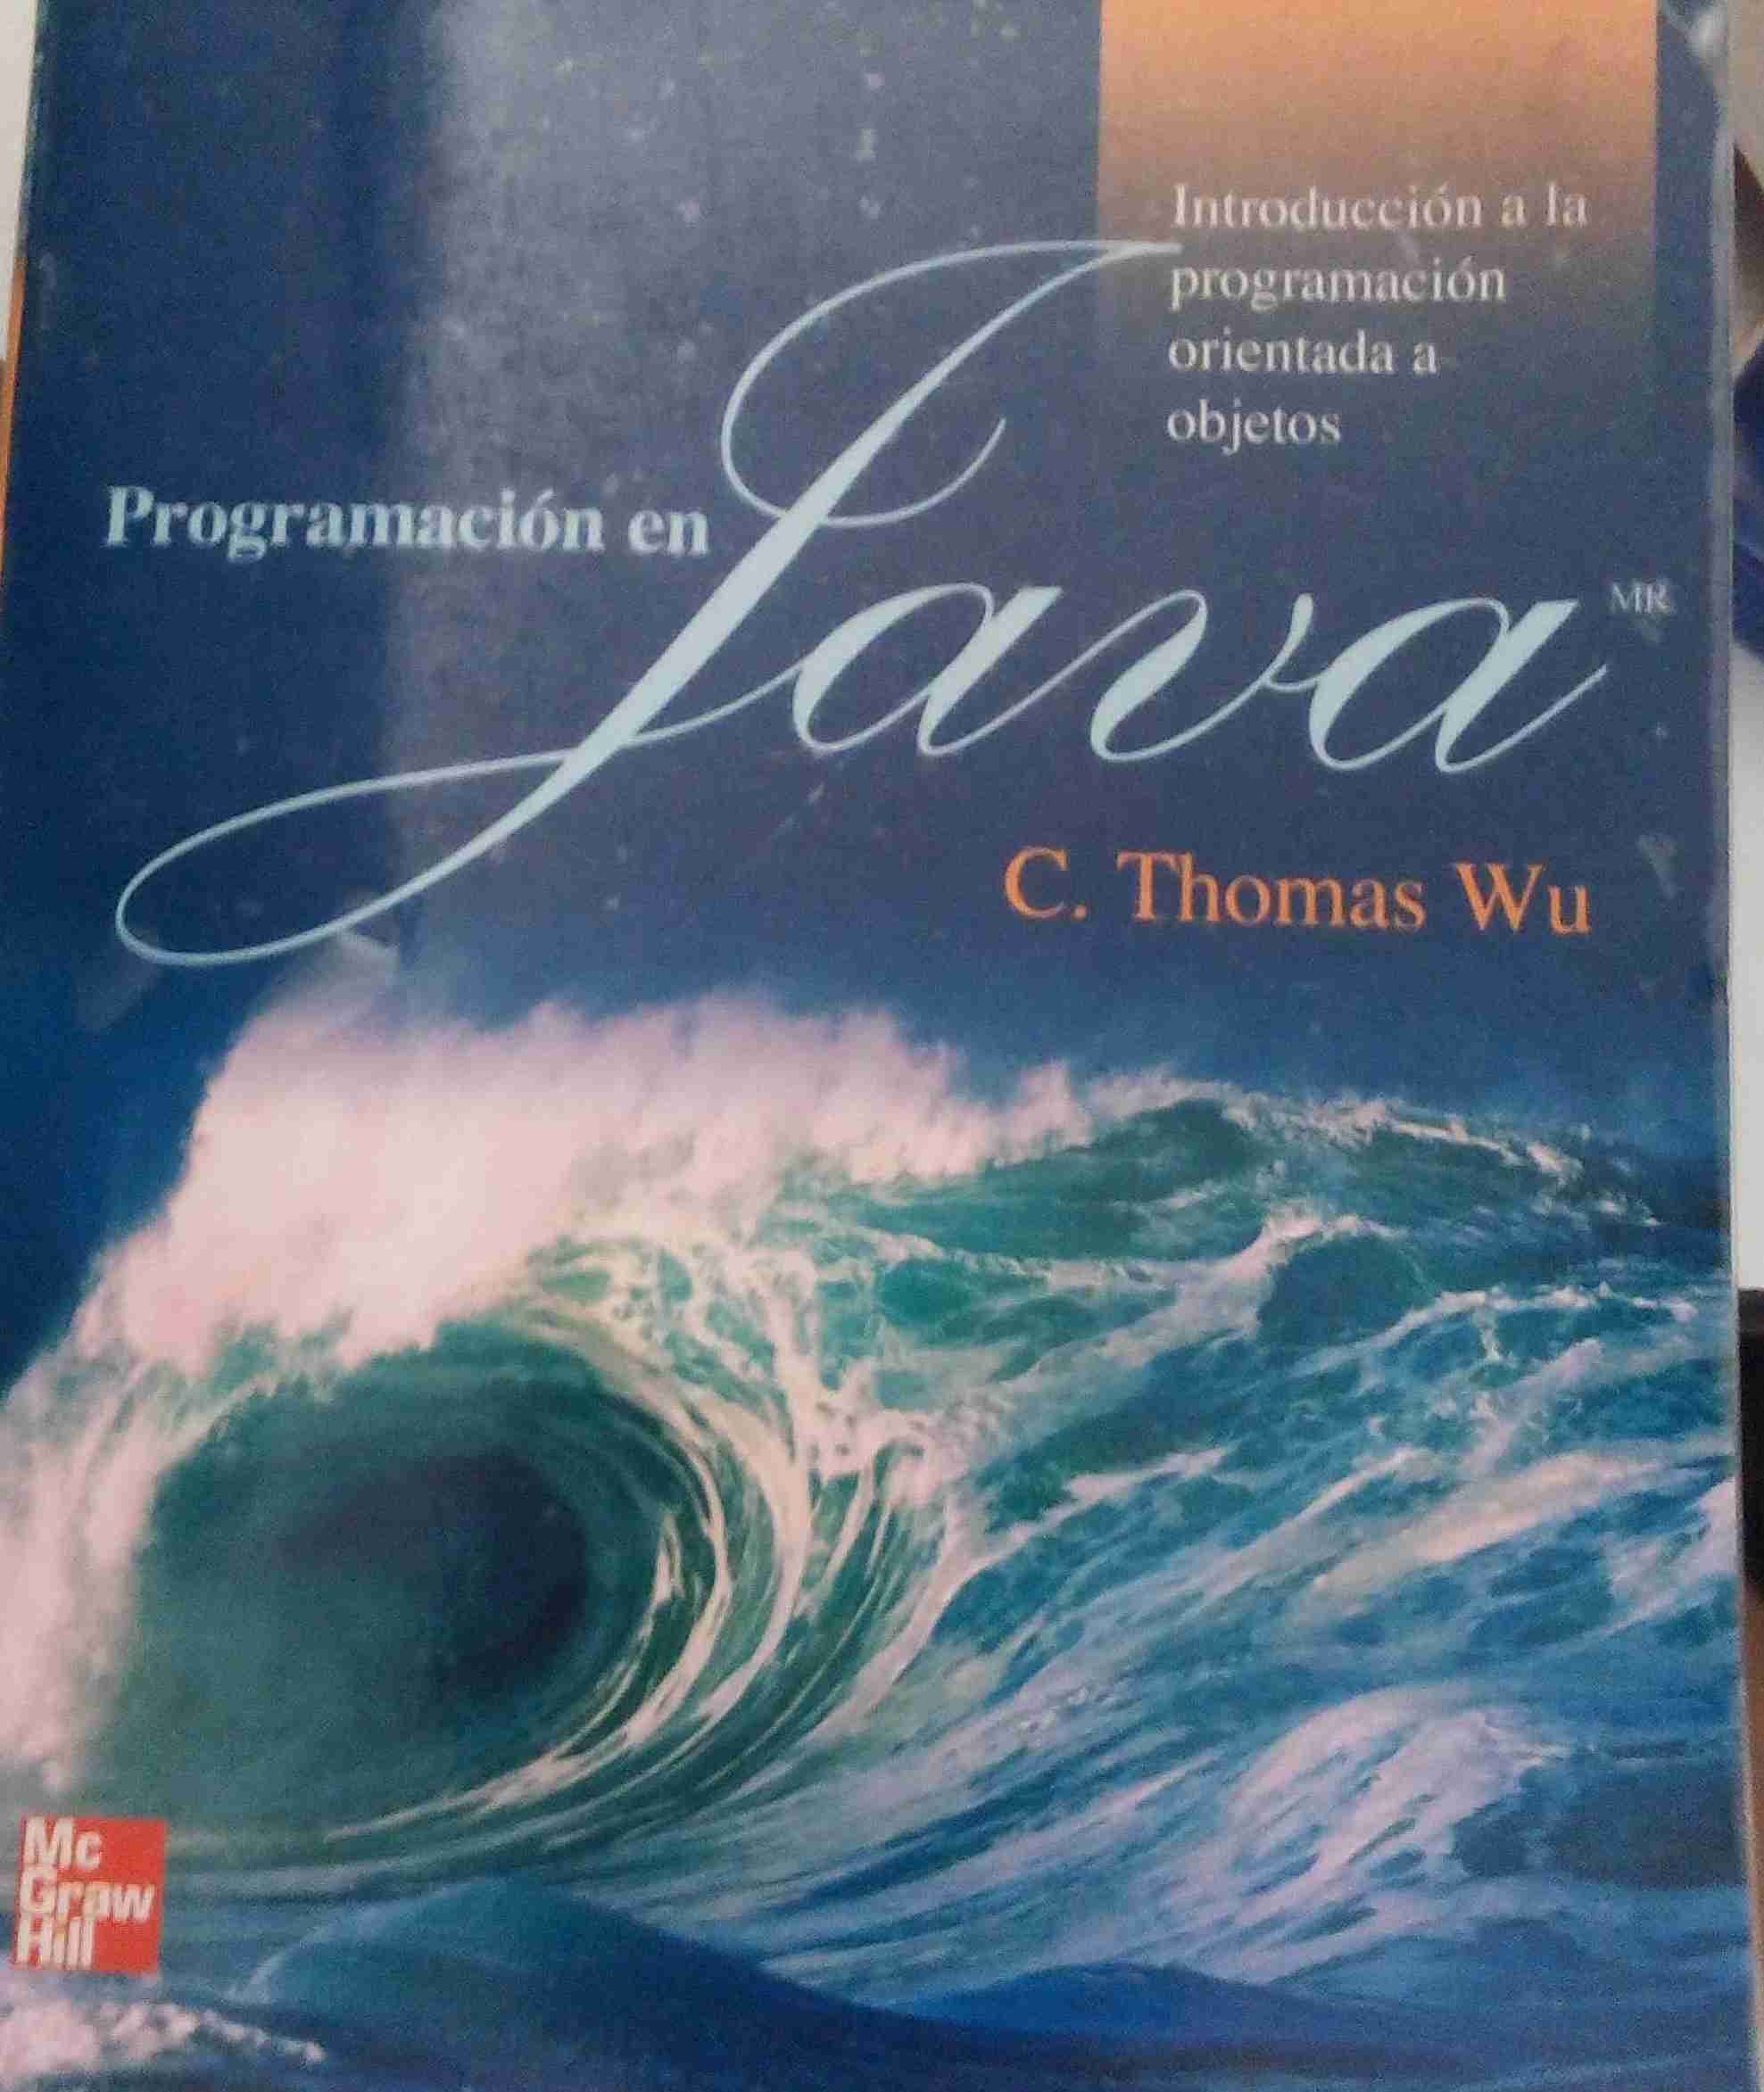 Introducción a la
programación
orientada a
objetos
Programación en
Java MR
C. Thomas Wu
Mc
Graw
Hill